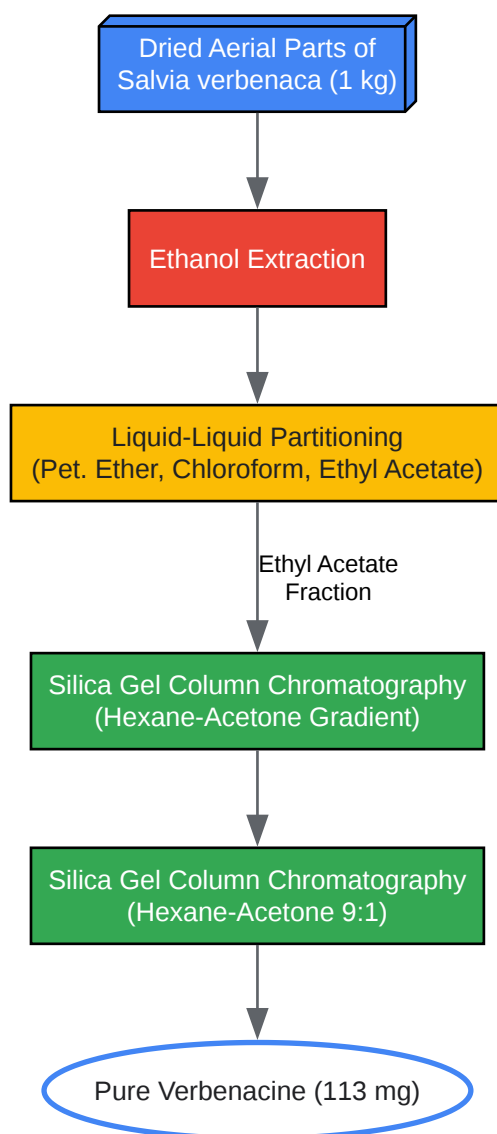 Dried Aerial Parts of
Salvia verbenaca (1 kg)
Ethanol Extraction
Liquid-Liquid Partitioning
(Pet. Ether, Chloroform, Ethyl Acetate)
Ethyl Acetate
Fraction
Silica Gel Column Chromatography
(Hexane-Acetone Gradient)
Silica Gel Column Chromatography
(Hexane-Acetone 9:1)
Pure Verbenacine (113 mg)